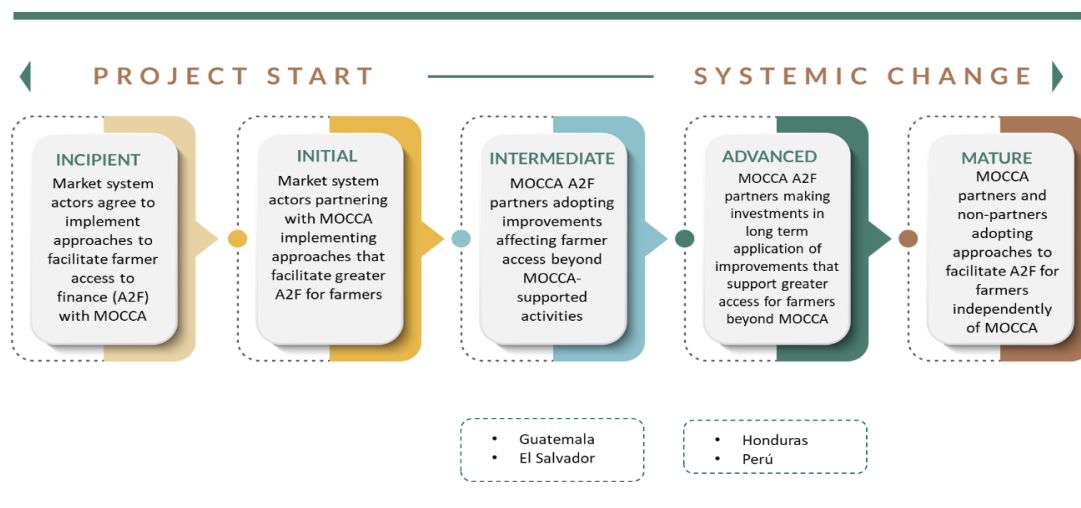 PROJECT START
SYSTEMIC CHANGE
INCIPIENT
Market system
actors agree to
implement
approaches to
facilitate farmer
access to
finance (A2F)
with MOCCA
INITIAL
Market system
actors partnering
with MOCCA
implementing
approaches that
facilitate greater
A2F for farmers
INTERMEDIATE
MOCCA A2F
partners adopting
improvements
affecting farmer
access beyond
MOCCA-
supported
activities
ADVANCED
MOCCA A2F
partners making
investments in
long term
application of
improvements that
support greater
access for farmers
beyond MOCCA
MATURE
MOCCA
partners and
non-partners
adopting
approaches to
facilitate A2F for
farmers
independently
of MOCCA
• Guatemala
• El Salvador
• Honduras
• Perú